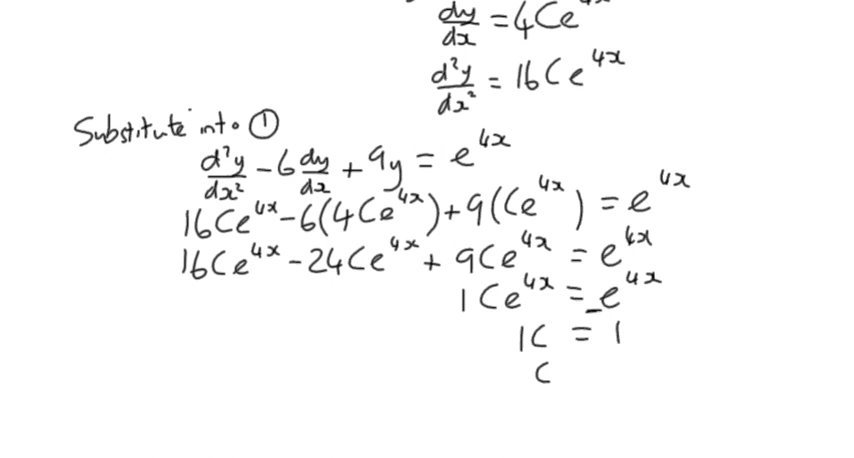 dy/dx = 4Ce^4x
d²y/dx² = 16Ce^4x
Substitute into ①
d²y/dx² - 6 dy/dx + 9y = e^4x
16Ce^4x - 6(4Ce^4x) + 9(Ce^4x) = e^4x
16Ce^4x - 24Ce^4x + 9Ce^4x = e^4x
1Ce^4x = e^4x
1C = 1
C